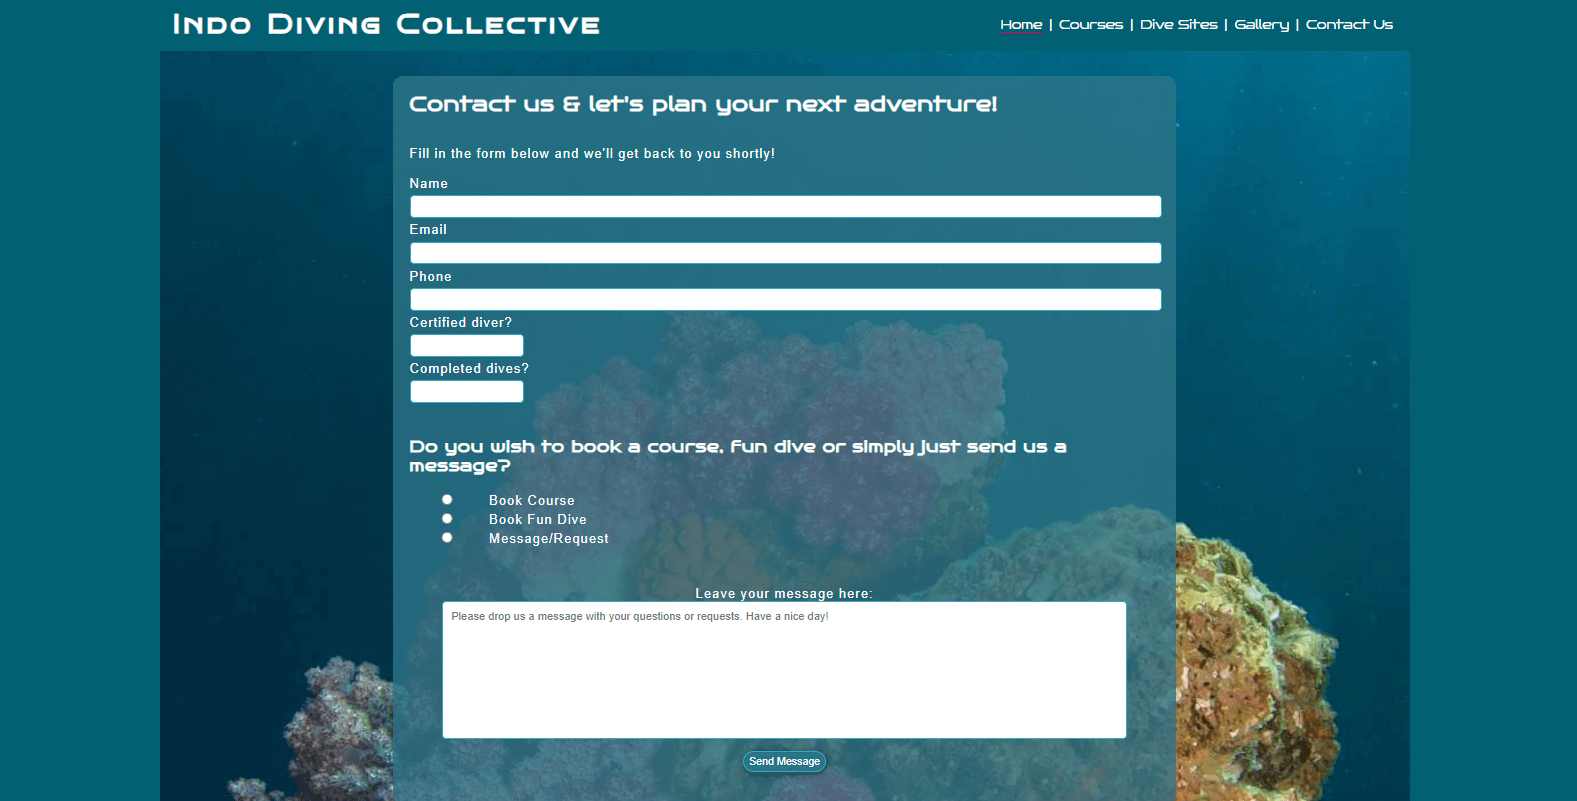 Indo Diving Collective
Home | Courses | Dive Sites | Gallery | Contact Us
Contact us & let's plan your next adventure!
Fill in the form below and we'll get back to you shortly!
Name
Email
Phone
Certified diver?
Completed dives?
Do you wish to book a course, fun dive or simply just send us a
message?
Book Course
Book Fun Dive
Message/Request
Leave your message here:
Please drop us a message with your questions or requests. Have a nice day!
Send Message